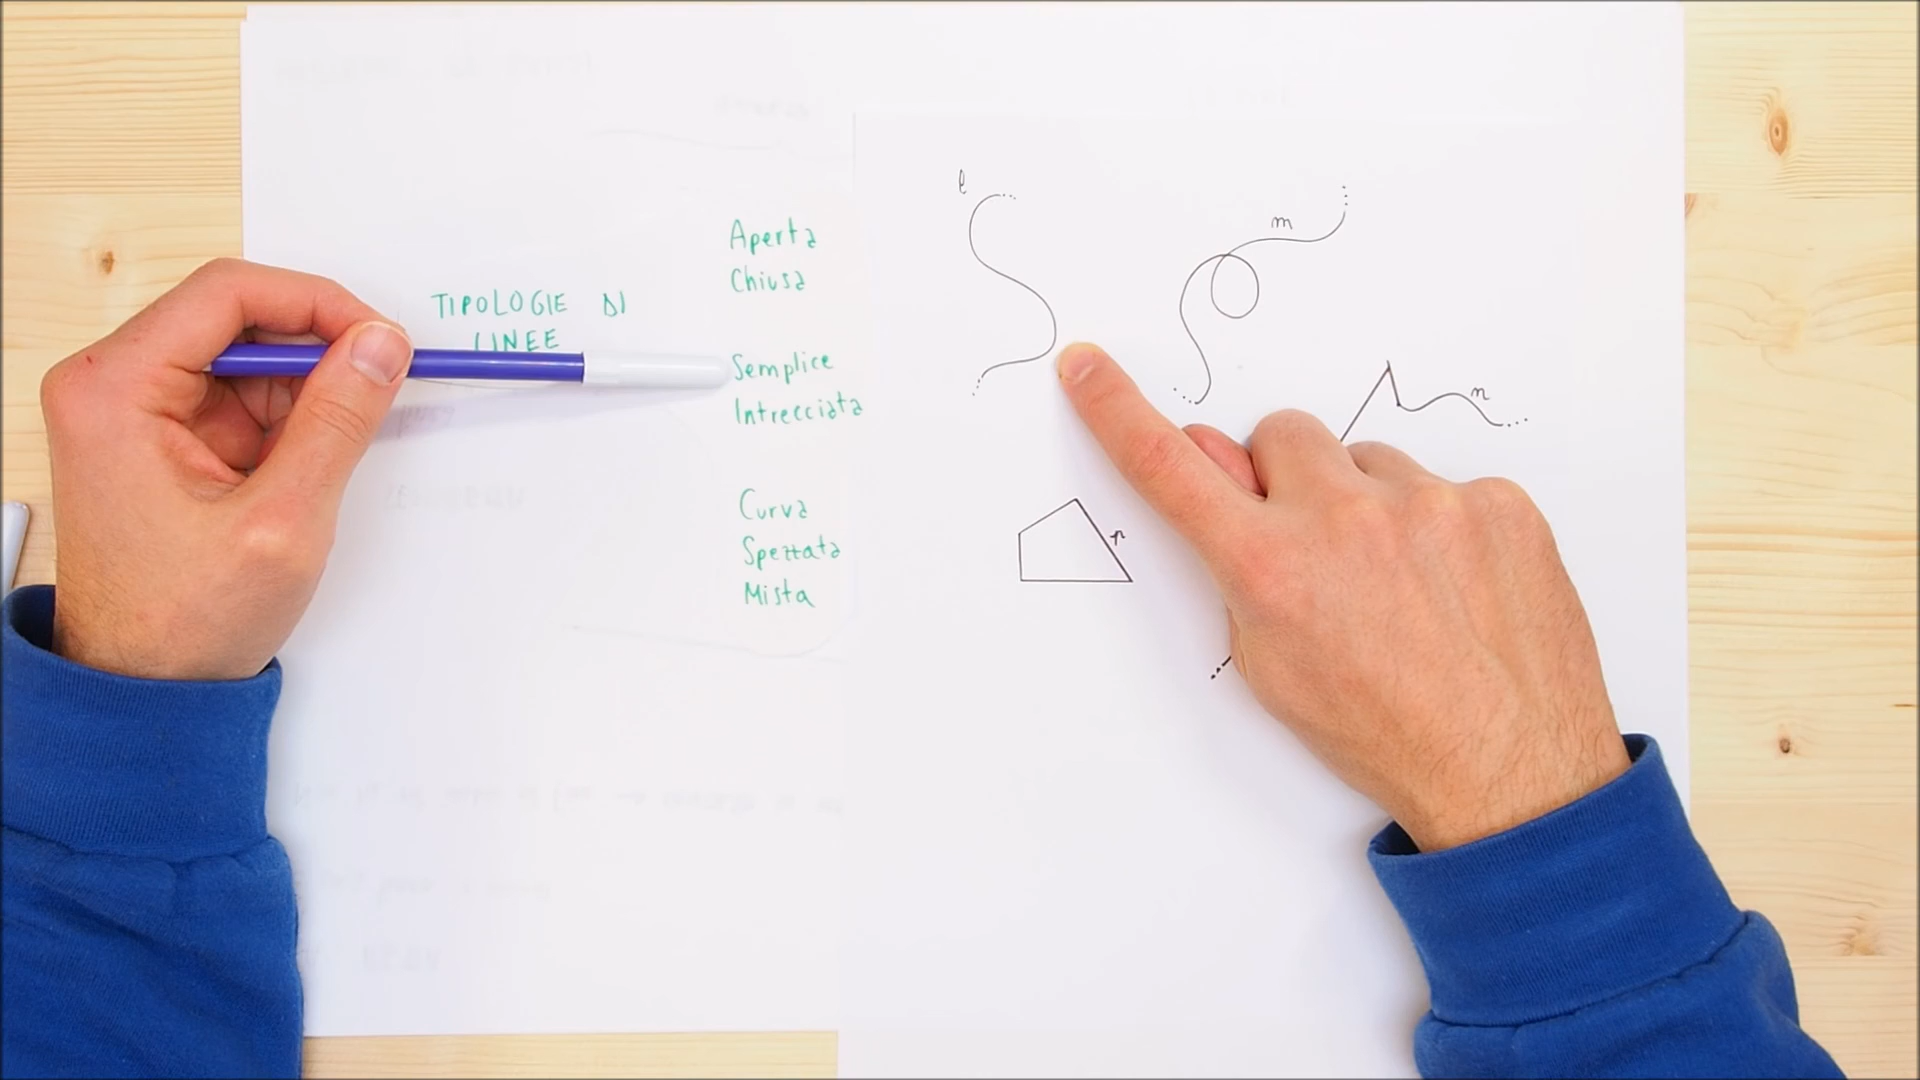 TIPOLOGIE DI
LINEE
Aperta
Chiusa
Semplice
Intrecciata
Curva
Spezzata
Mista
l
m
n